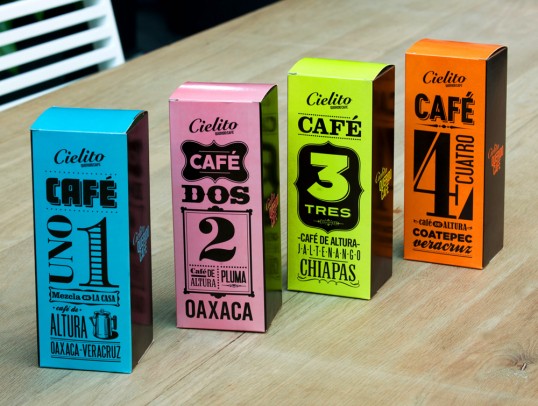 Cielito
CAFÉ
UNO 1
Mezcla DE LA CASA
café de
ALTURA
OAXACA-VERACRUZ
Cielito
CAFÉ
DOS
2
Café DE
ALTURA
PLUMA
OAXACA
Cielito
CAFÉ
3
TRES
-CAFÉ DE ALTURA-
JALTENANGO
CHIAPAS
Cielito
CAFÉ
4 CUATRO
café DE ALTURA
COATEPEC
veracruz